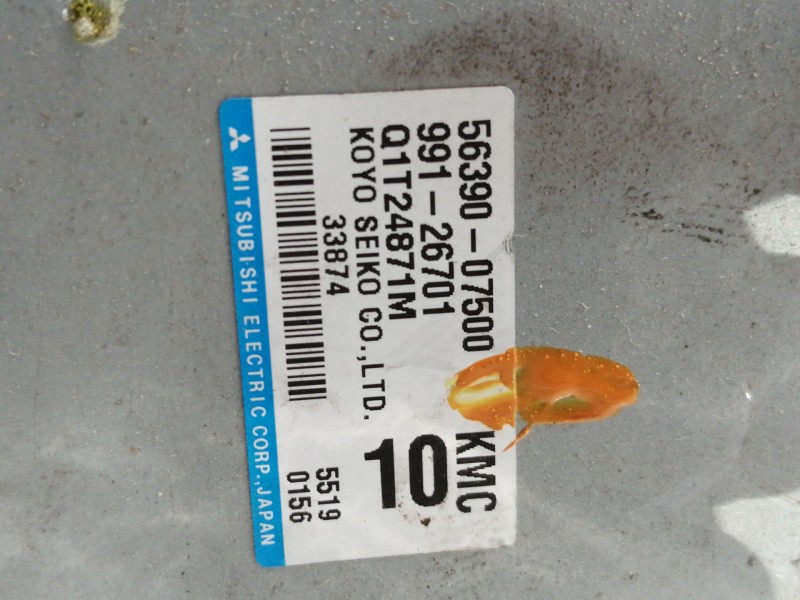 56390-07500 KMC
991-26701
Q1T24871M 10
KOYO SEIKO CO.,LTD.
33874 5519
0156
MITSUBISHI ELECTRIC CORP.,JAPAN